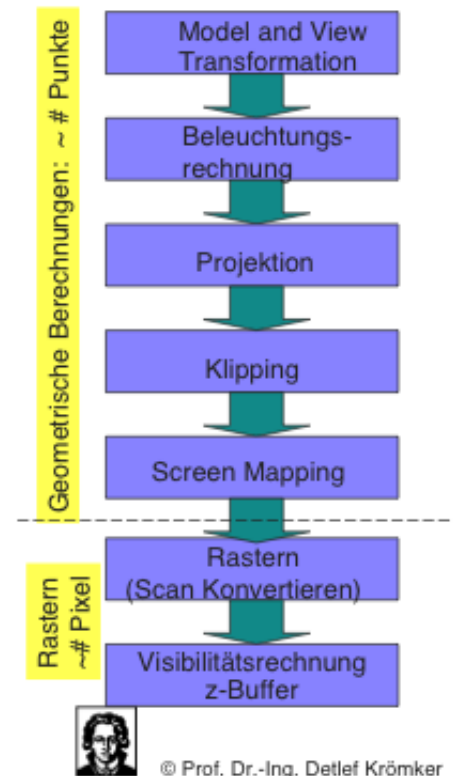 Geometrische Berechnungen: ~ # Punkte
Model and View
Transformation
Beleuchtungs-
rechnung
Projektion
Klipping
Screen Mapping
Rastern
~# Pixel
Rastern
(Scan Konvertieren)
Visibilitätsrechnung
z-Buffer
© Prof. Dr.-Ing. Detlef Krömker